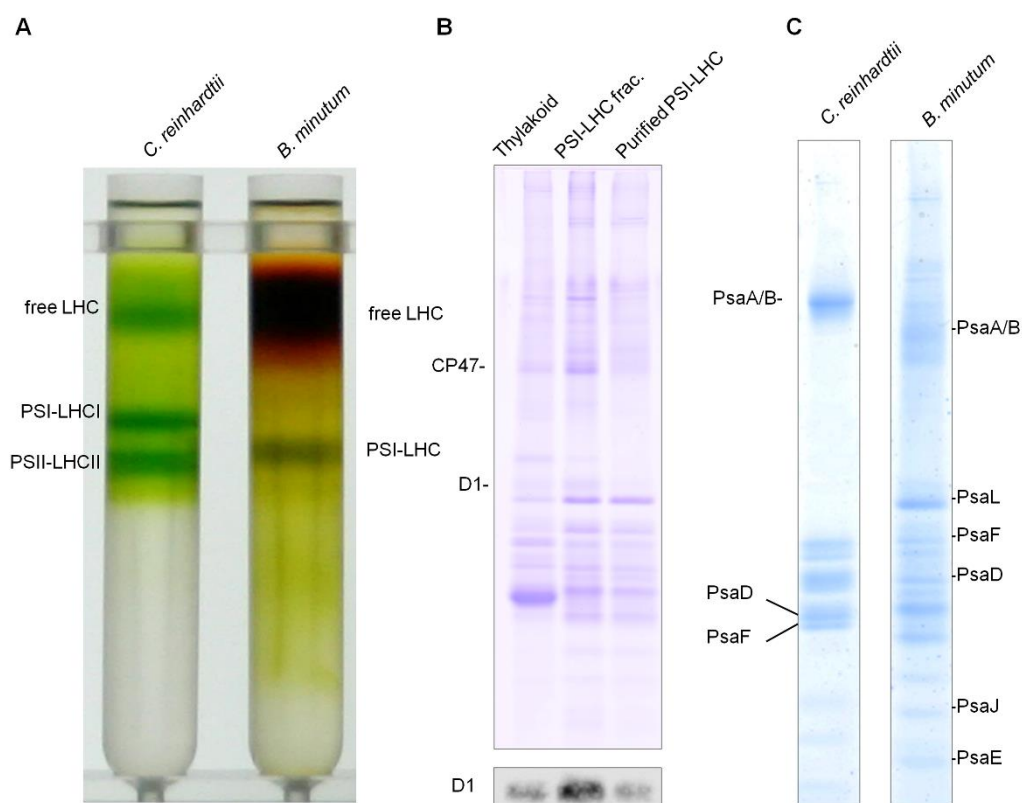 A
C. reinhardtii
B. minutum
free LHC
PSI-LHCI
PSII-LHCII
free LHC
PSI-LHC
B
Thylakoid
PSI-LHC frac.
Purified PSI-LHC
CP47-
D1-
D1
C
C. reinhardtii
B. minutum
PsaA/B-
PsaD
PsaF
-PsaA/B
-PsaL
-PsaF
-PsaD
-PsaJ
-PsaE